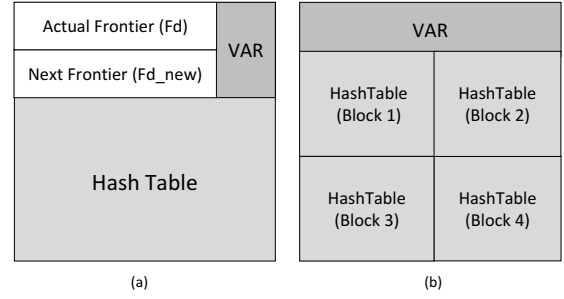 Actual Frontier (Fd)
VAR
Next Frontier (Fd_new)
Hash Table
(a)
VAR
HashTable
(Block 1)
HashTable
(Block 2)
HashTable
(Block 3)
HashTable
(Block 4)
(b)